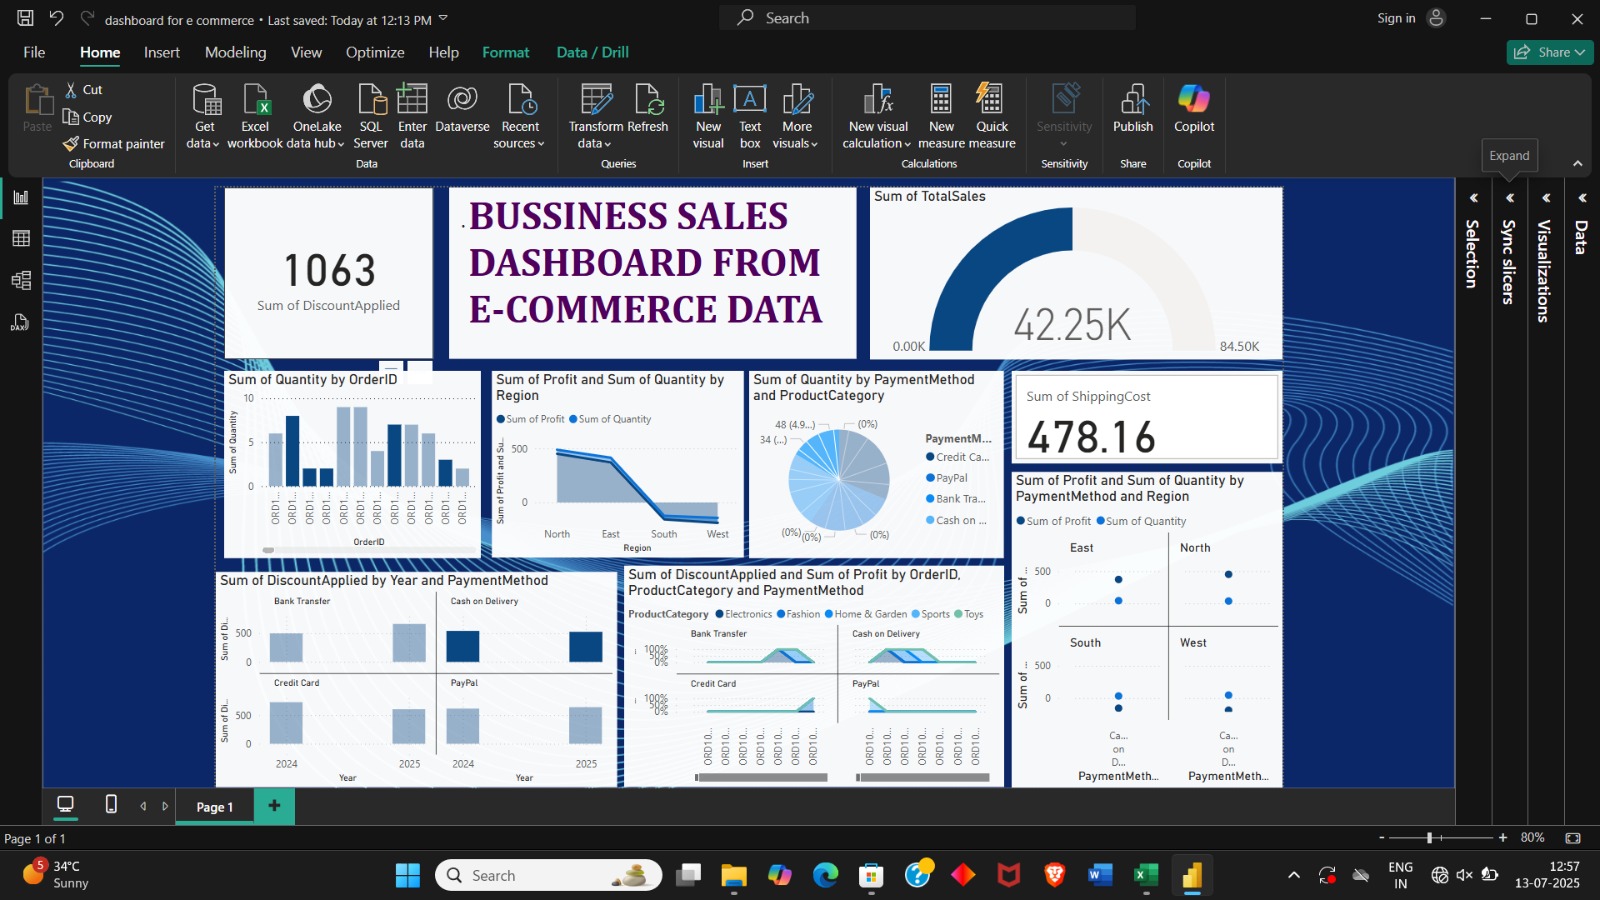 dashboard for e commerce • Last saved: Today at 12:13 PM
Search
Sign in
File Home Insert Modeling View Optimize Help Format Data / Drill
Share
Paste
Cut
Copy
Format painter
Clipboard
Get data
Excel workbook
OneLake data hub
SQL Server
Enter data
Dataverse
Recent sources
Data
Transform data
Refresh
Queries
New visual
Text box
More visuals
Insert
New visual calculation
New measure
Quick measure
Calculations
Sensitivity
Sensitivity
Publish
Share
Copilot
Copilot
Expand
1063
Sum of DiscountApplied
. BUSSINESS SALES
DASHBOARD FROM
E-COMMERCE DATA
Sum of TotalSales
42.25K
0.00K
84.50K
Selection
Sync slicers
Visualizations
Data
Sum of Quantity by OrderID
Sum of Quantity
10
5
0
ORD1... ORD1... ORD1... ORD1... ORD1... ORD1... ORD1... ORD1... ORD1... ORD1... ORD1... ORD1...
OrderID
Sum of Profit and Sum of Quantity by
Region
Sum of Profit Sum of Quantity
Sum of Profit and Su...
500
0
North East South West
Region
Sum of Quantity by PaymentMethod
and ProductCategory
48 (4.9...)
(0%)
34 (...)
(0%)
(0%)
(0%)
PaymentM...
Credit Ca...
PayPal
Bank Tra...
Cash on ...
Sum of ShippingCost
478.16
Sum of Profit and Sum of Quantity by
PaymentMethod and Region
Sum of Profit Sum of Quantity
East North
Sum of ...
500
0
South West
Sum of ...
500
0
Ca... Ca...
on on
D... D...
PaymentMeth... PaymentMeth...
Sum of DiscountApplied by Year and PaymentMethod
Bank Transfer Cash on Delivery
Sum of Di...
500
0
Credit Card PayPal
Sum of Di...
500
0
2024 2025 2024 2025
Year Year
Sum of DiscountApplied and Sum of Profit by OrderID,
ProductCategory and PaymentMethod
ProductCategory Electronics Fashion Home & Garden Sports Toys
Bank Transfer Cash on Delivery
100%
50%
0%
Credit Card PayPal
100%
50%
0%
ORD10... ORD10... ORD10... ORD10... ORD10... ORD10... ORD10... ORD10... ORD10... ORD10... ORD10... ORD10... ORD10... ORD10...
Page 1
Page 1 of 1
- + 80%
5
34°C
Sunny
Search
ENG
IN
12:57
13-07-2025